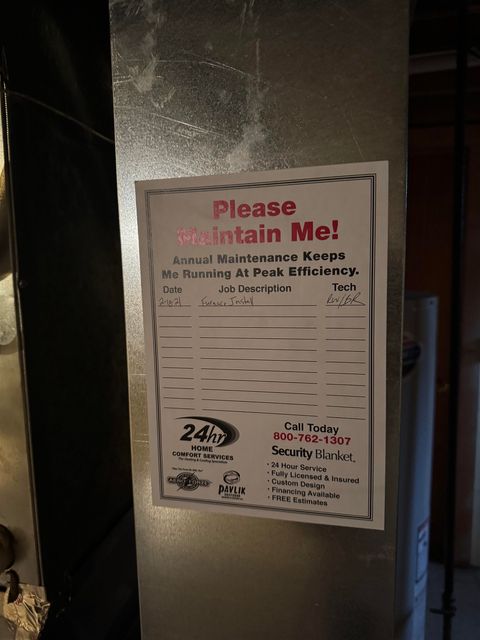 Please
Maintain Me!
Annual Maintenance Keeps
Me Running At Peak Efficiency.
Date Job Description Tech
Furnace Install RW/BR
24hr
HOME
COMFORT SERVICES
Call Today
800-762-1307
Security Blanket
• 24 Hour Service
• Fully Licensed & Insured
• Custom Design
• Financing Available
• FREE Estimates
PAVLIK